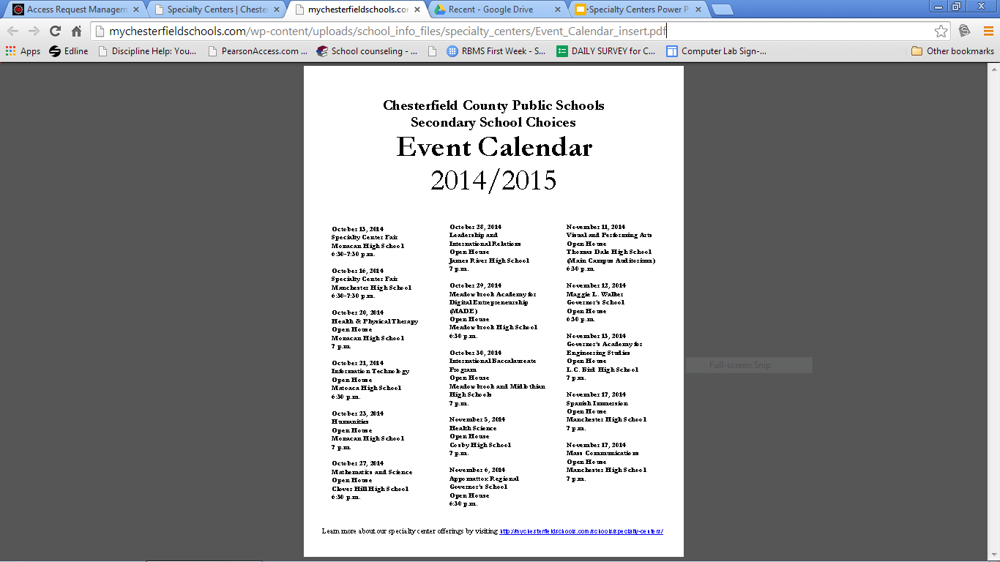 Access Request Managem
Specialty Centers | Cheste
mychesterfieldschools.co
Recent - Google Drive
Specialty Centers Power P
mychesterfieldschools.com/wp-content/uploads/school_info_files/specialty_centers/Event_Calendar_insert.pdf
Apps
Edline
Discipline Help: You...
PearsonAccess.com ...
School counseling - ...
RBMS First Week - S...
DAILY SURVEY for C...
Computer Lab Sign-...
Other bookmarks
Chesterfield County Public Schools
Secondary School Choices
Event Calendar
2014/2015
October 13, 2014
Specialty Center Fair
Monacan High School
6:30-7:30 p.m.
October 16, 2014
Specialty Center Fair
Manchester High School
6:30-7:30 p.m.
October 20, 2014
Health & Physical Therapy
Open House
Monacan High School
7 p.m.
October 21, 2014
Information Technology
Open House
Matoaca High School
6:30 p.m.
October 23, 2014
Humanities
Open House
Monacan High School
7 p.m.
October 27, 2014
Mathematics and Science
Open House
Clover Hill High School
6:30 p.m.
October 28, 2014
Leadership and
International Relations
Open House
James River High School
7 p.m.
October 29, 2014
Meadowbrook Academy for
Digital Entrepreneurship
(MADE)
Open House
Meadowbrook High School
6:30 p.m.
October 30, 2014
International Baccalaureate
Program
Open House
Meadowbrook and Midlothian
High Schools
7 p.m.
November 5, 2014
Health Science
Open House
Cosby High School
7 p.m.
November 6, 2014
Appomattox Regional
Governor's School
Open House
6:30 p.m.
November 11, 2014
Visual and Performing Arts
Open House
Thomas Dale High School
(Main Campus Auditorium)
6:30 p.m.
November 12, 2014
Maggie L. Walker
Governor's School
Open House
6:30 p.m.
November 13, 2014
Governor's Academy for
Engineering Studies
Open House
L.C. Bird High School
7 p.m.
November 17, 2014
Spanish Immersion
Open House
Manchester High School
7 p.m.
November 17, 2014
Mass Communications
Open House
Manchester High School
7 p.m.
Full-screen Snip
Learn more about our specialty center offerings by visiting http://mychesterfieldschools.com/schools/specialty-centers/